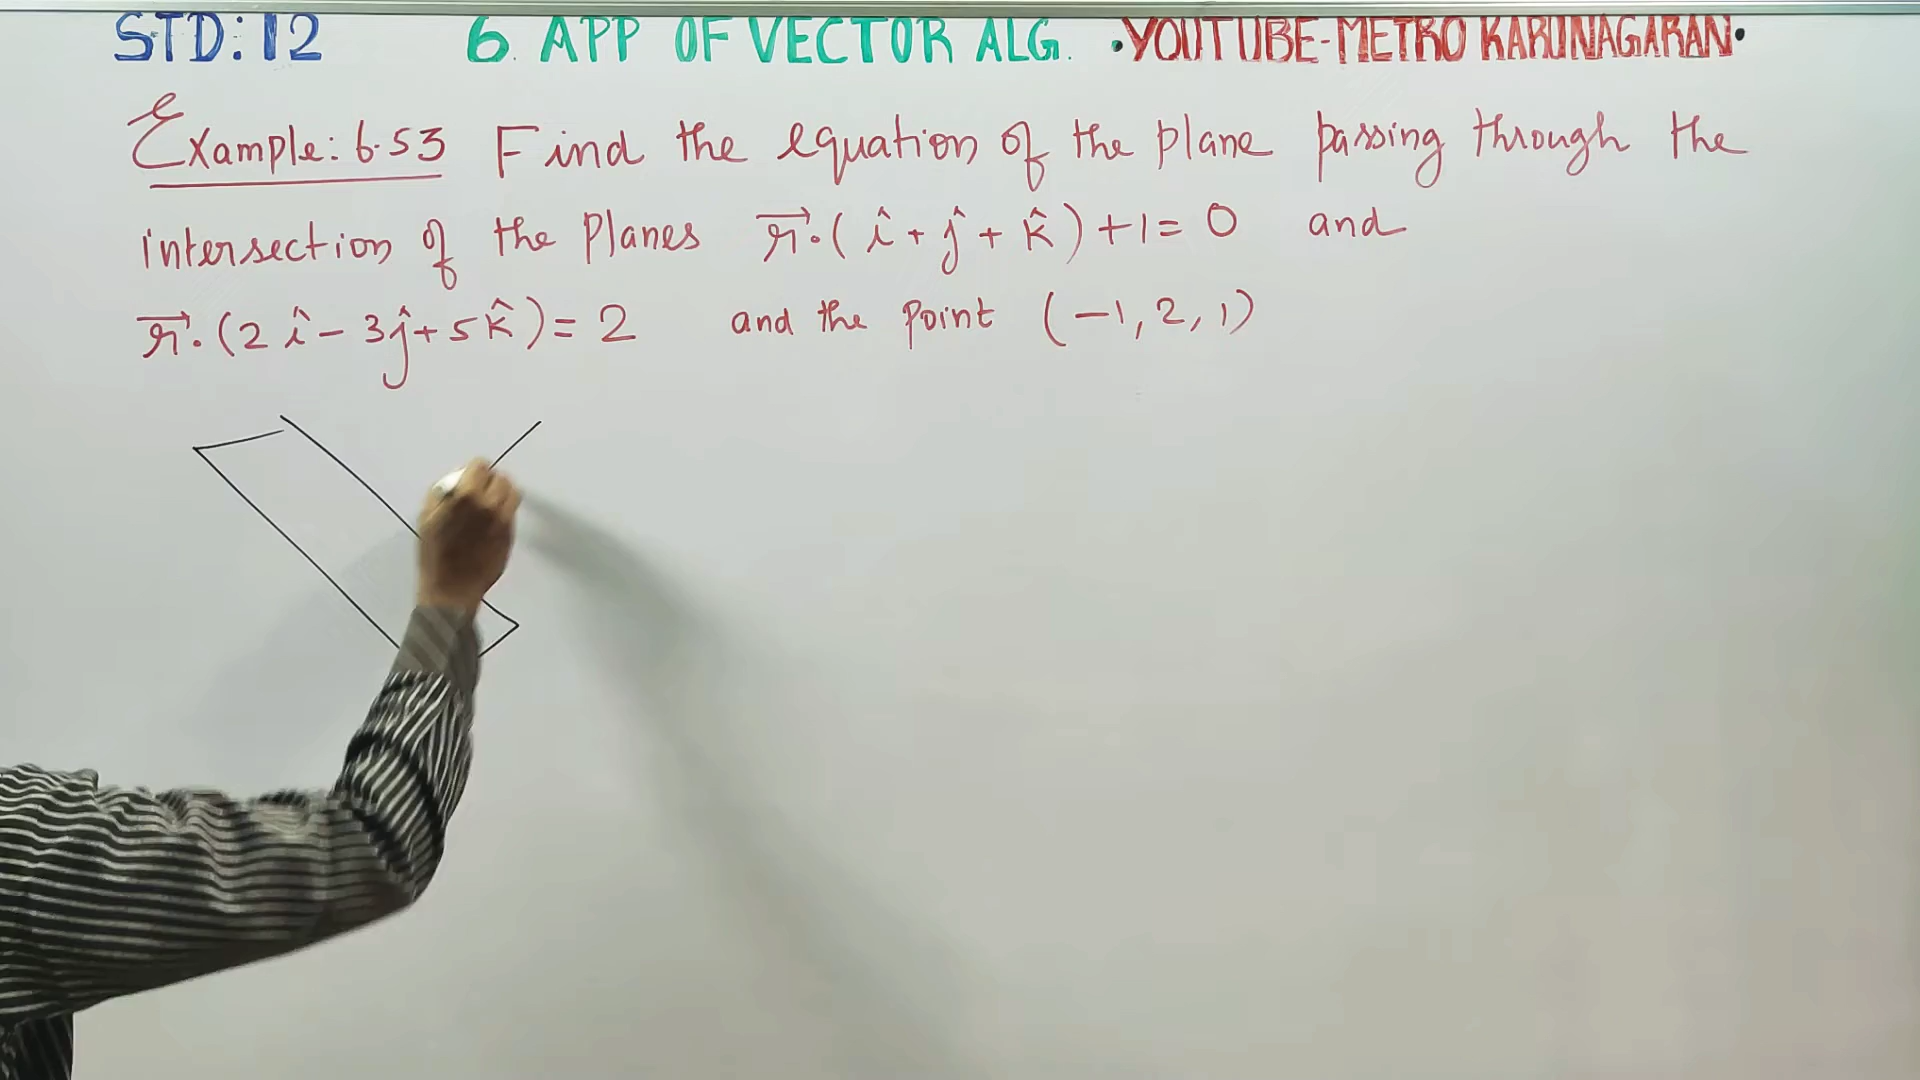 STD:12 6. APP OF VECTOR ALG. •YOUTUBE-METRO KARUNAGARAN•
Example: 6.53 Find the equation of the plane passing through the
intersection of the planes r⃗·(î+ĵ+k̂)+1=0 and
r⃗·(2î-3ĵ+5k̂)=2 and the point (-1,2,1)